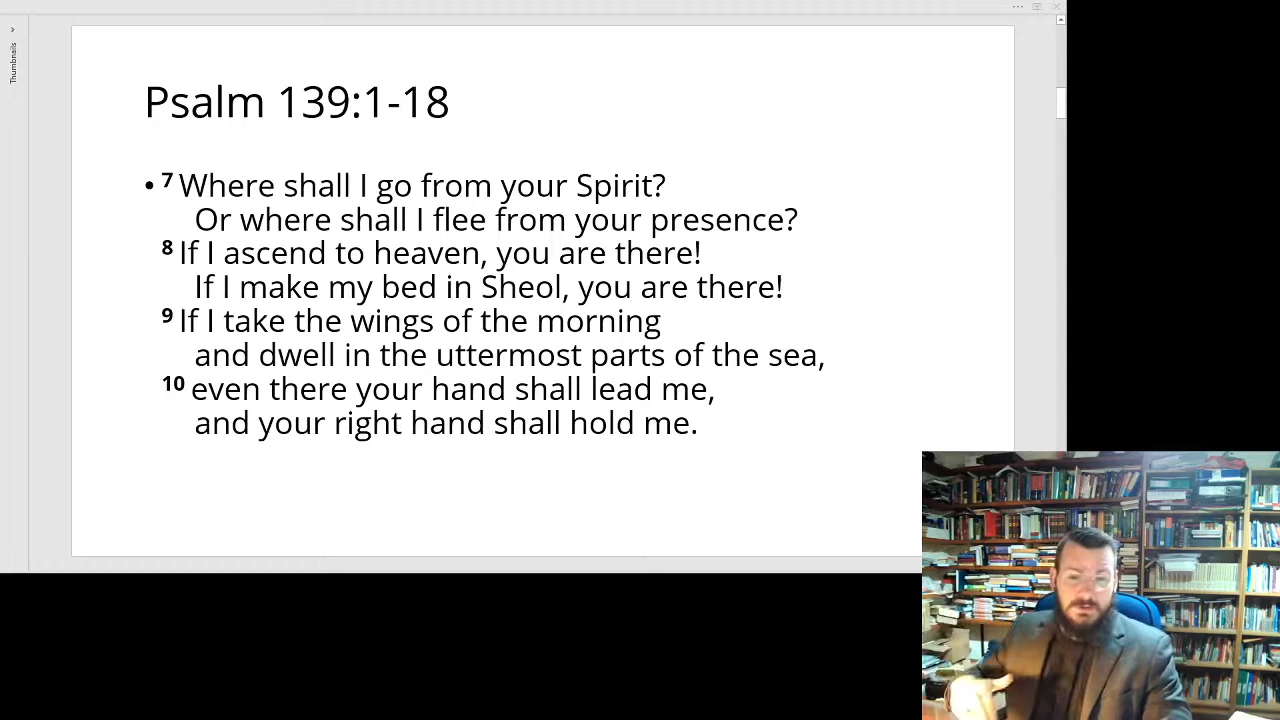 Thumbnails
Psalm 139:1-18
• 7 Where shall I go from your Spirit?
Or where shall I flee from your presence?
8 If I ascend to heaven, you are there!
If I make my bed in Sheol, you are there!
9 If I take the wings of the morning
and dwell in the uttermost parts of the sea,
10 even there your hand shall lead me,
and your right hand shall hold me.